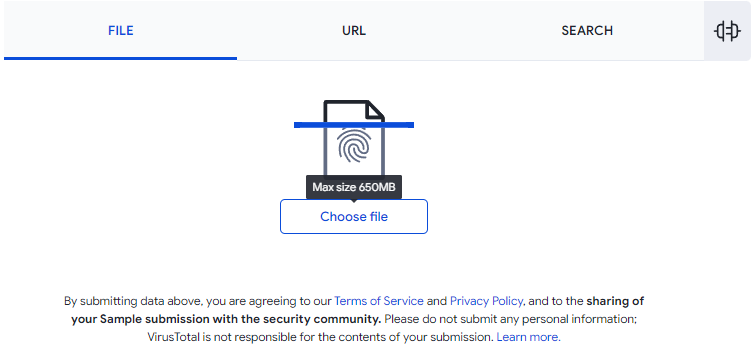 FILE
URL
SEARCH
Max size 650MB
Choose file
By submitting data above, you are agreeing to our Terms of Service and Privacy Policy, and to the sharing of
your Sample submission with the security community. Please do not submit any personal information;
VirusTotal is not responsible for the contents of your submission. Learn more.